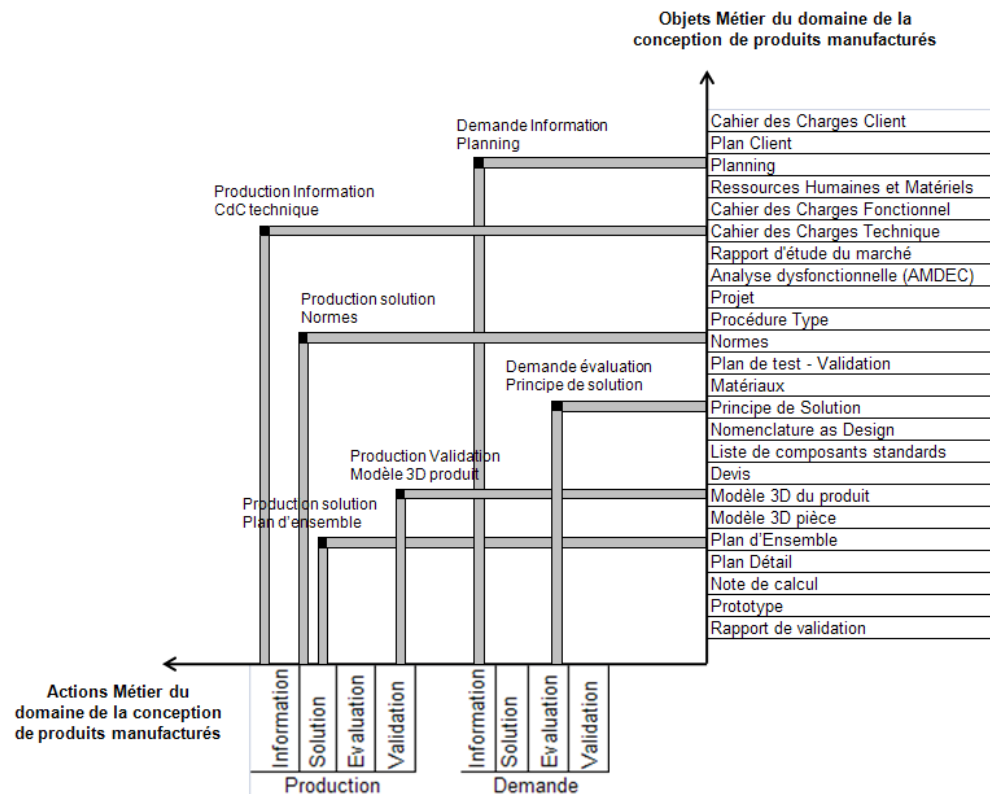 Objets Métier du domaine de la
conception de produits manufacturés
Demande Information
Planning
Production Information
CdC technique
Production solution
Normes
Demande évaluation
Principe de solution
Production Validation
Modèle 3D produit
Production solution
Plan d'ensemble
Cahier des Charges Client
Plan Client
Planning
Ressources Humaines et Matériels
Cahier des Charges Fonctionnel
Cahier des Charges Technique
Rapport d'étude du marché
Analyse dysfonctionnelle (AMDEC)
Projet
Procédure Type
Normes
Plan de test - Validation
Matériaux
Principe de Solution
Nomenclature as Design
Liste de composants standards
Devis
Modèle 3D du produit
Modèle 3D pièce
Plan d'Ensemble
Plan Détail
Note de calcul
Prototype
Rapport de validation
Actions Métier du
domaine de la conception
de produits manufacturés
Information
Solution
Evaluation
Validation
Production
Information
Solution
Evaluation
Validation
Demande